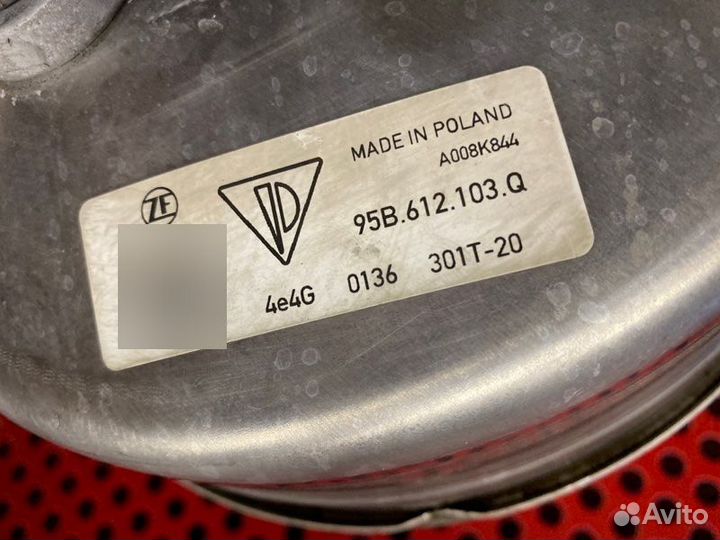 MADE IN POLAND
A008K844
ZF
95B.612.103.Q
4e4G 0136 301T-20
Avito